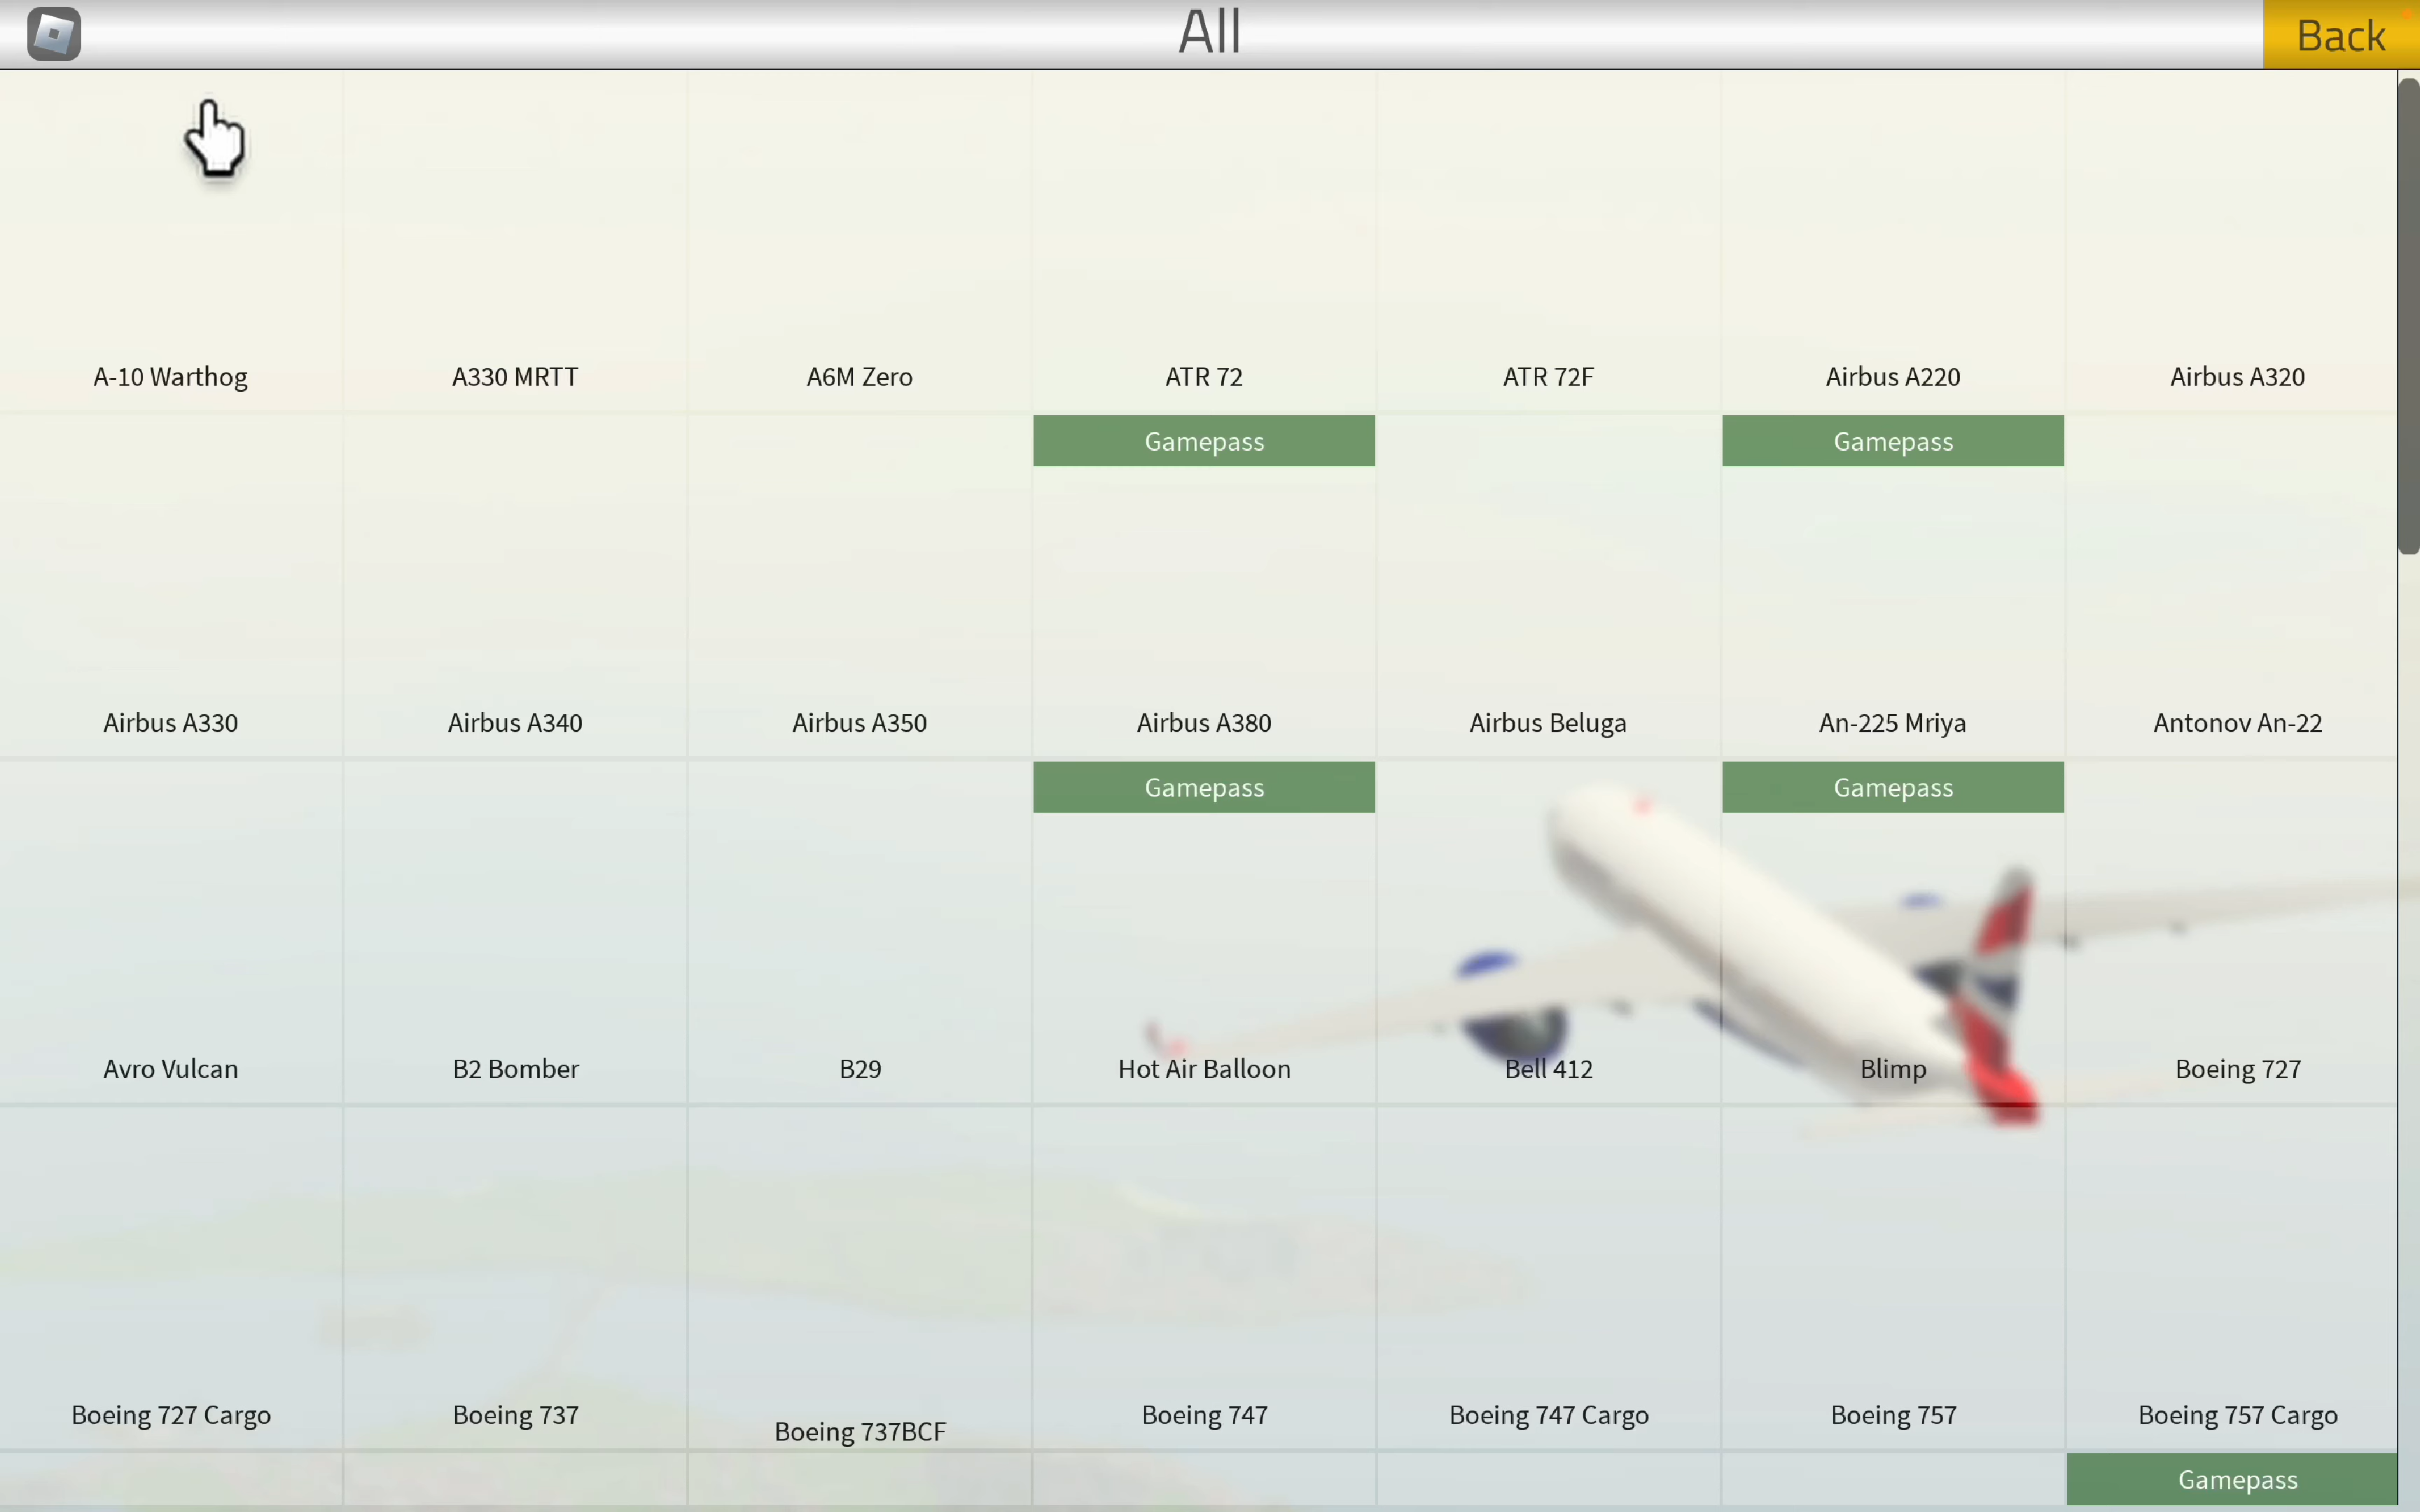 All
Back
A-10 Warthog
A330 MRTT
A6M Zero
ATR 72
ATR 72F
Airbus A220
Airbus A320
Gamepass
Gamepass
Airbus A330
Airbus A340
Airbus A350
Airbus A380
Airbus Beluga
An-225 Mriya
Antonov An-22
Gamepass
Gamepass
Avro Vulcan
B2 Bomber
B29
Hot Air Balloon
Bell 412
Blimp
Boeing 727
Boeing 727 Cargo
Boeing 737
Boeing 737BCF
Boeing 747
Boeing 747 Cargo
Boeing 757
Boeing 757 Cargo
Gamepass